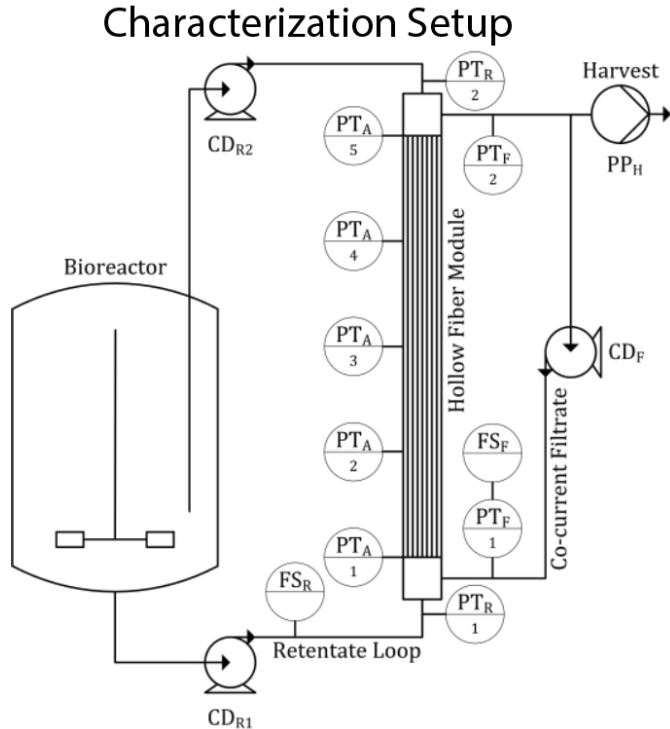 Characterization Setup
PT_R
2
Harvest
PT_A
5
CD_R2
PT_F
2
PP_H
PT_A
4
Bioreactor
Hollow Fiber Module
PT_A
3
CD_F
PT_A
2
FS_F
Co-current Filtrate
PT_F
1
PT_A
1
FS_R
PT_R
1
Retentate Loop
CD_R1